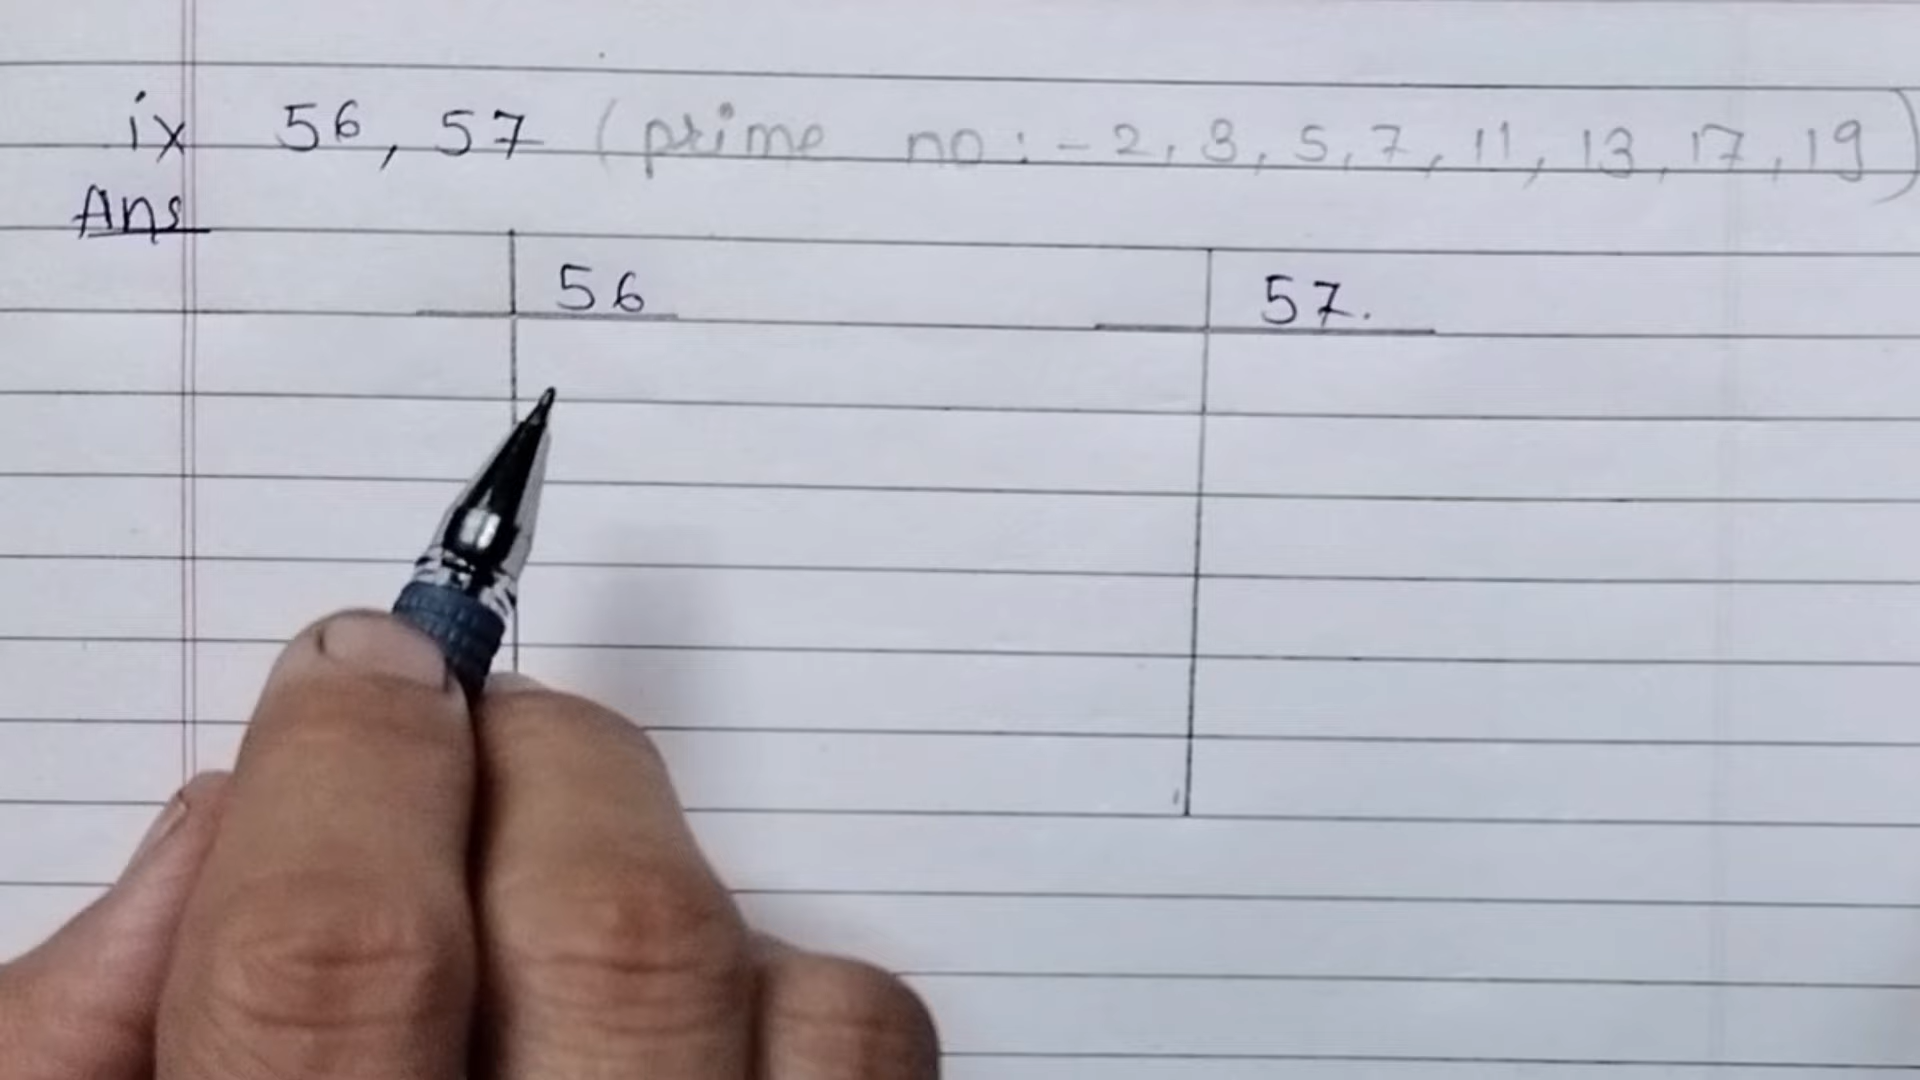 ix 56, 57 (prime no:- 2, 3, 5, 7, 11, 13, 17, 19)
Ans
56 57.